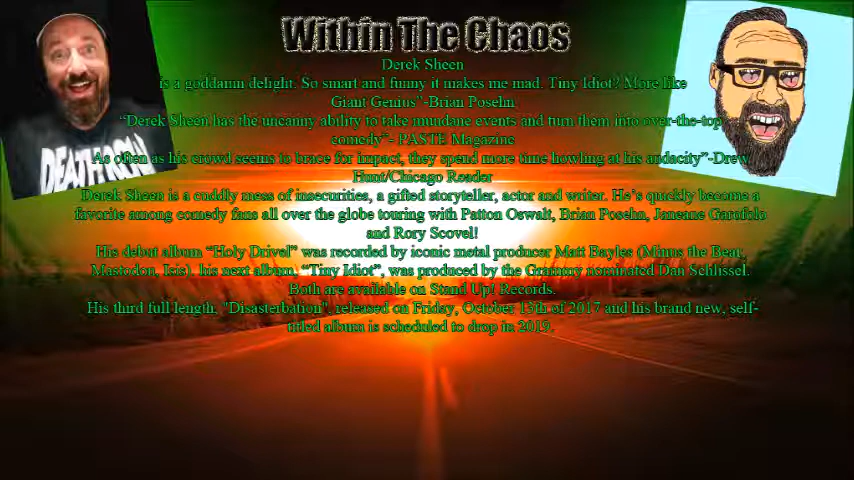 Within The Chaos
Derek Sheen
is a goddamn delight. So smart and funny it makes me mad. Tiny Idiot? More like
Giant Genius"-Brian Posehn
"Derek Sheen has the uncanny ability to take mundane events and turn them into over-the-top
comedy"- PASTE Magazine
As often as his crowd seems to brace for impact, they spend more time howling at his audacity"-Drew
Hunt/Chicago Reader
Derek Sheen is a cuddly mess of insecurities, a gifted storyteller, actor and writer. He's quickly become a
favorite among comedy fans all over the globe touring with Patton Oswalt, Brian Posehn, Janeane Garofolo
and Rory Scovel!
His debut album "Holy Drivel" was recorded by iconic metal producer Matt Bayles (Minus the Bear,
Mastodon, Isis). his next album, "Tiny Idiot", was produced by the Grammy nominated Dan Schlissel.
Both are available on Stand Up! Records.
His third full length, "Disasterbation", released on Friday, October 13th of 2017 and his brand new, self-
titled album is scheduled to drop in 2019.